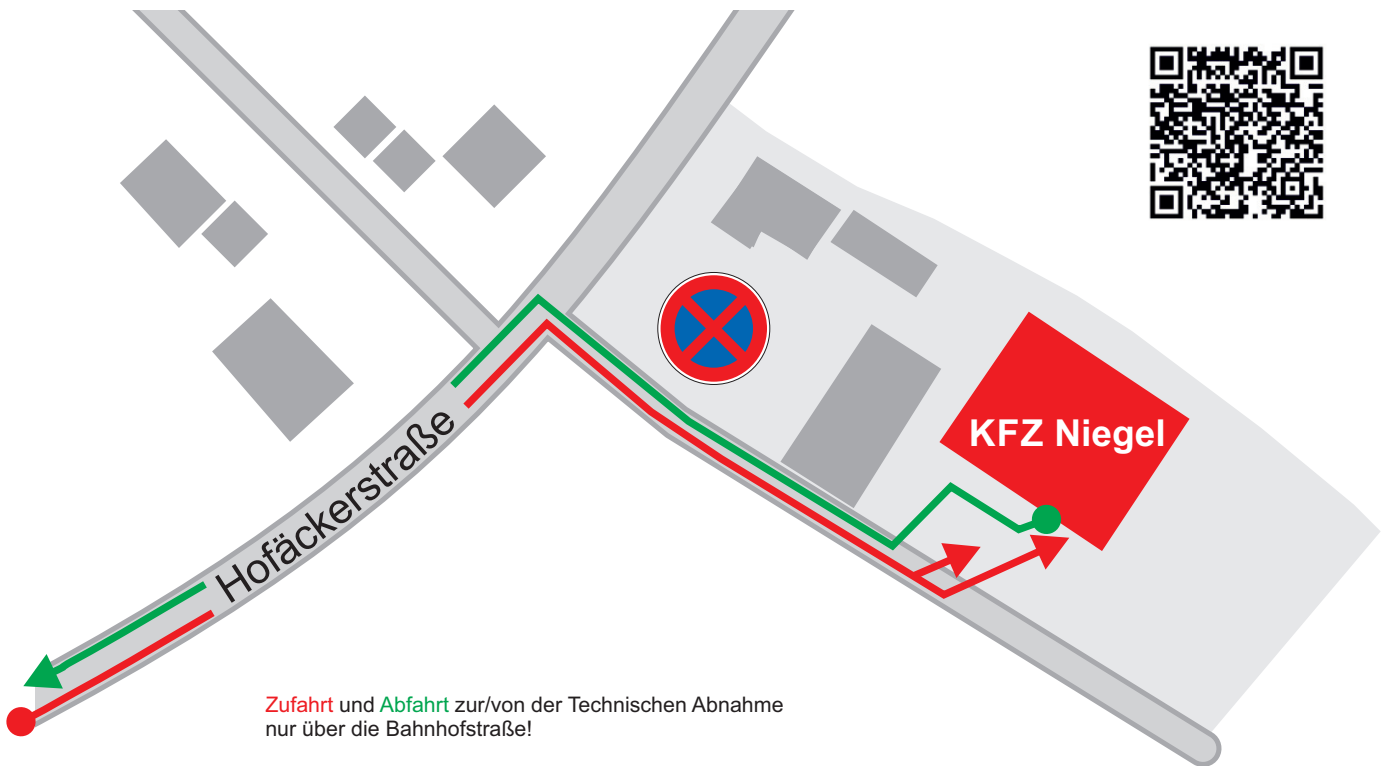 KFZ Niegel
Hofäckerstraße
Zufahrt und Abfahrt zur/von der Technischen Abnahme
nur über die Bahnhofstraße!